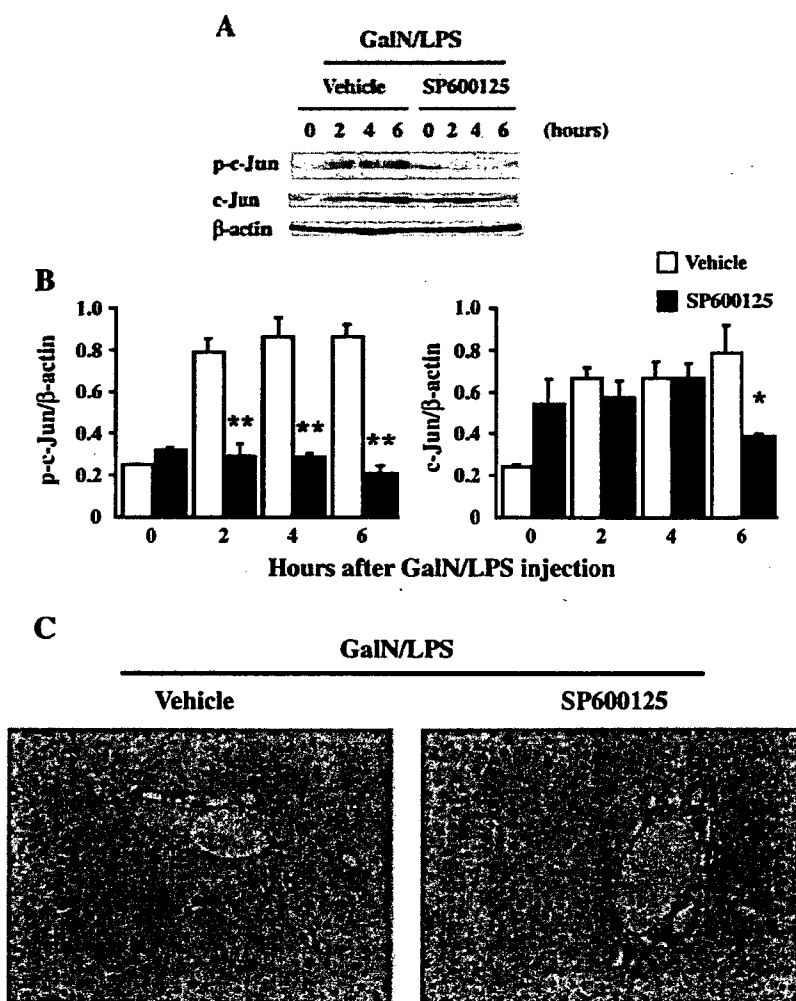 A
GalN/LPS
Vehicle SP600125
0 2 4 6 0 2 4 6 (hours)
p-c-Jun
c-Jun
β-actin
B
Vehicle
SP600125
p-c-Jun/β-actin
1.0
0.8
0.6
0.4
0.2
0
** ** **
0 2 4 6
c-Jun/β-actin
1.0
0.8
0.6
0.4
0.2
0
*
0 2 4 6
Hours after GalN/LPS injection
C
GalN/LPS
Vehicle SP600125